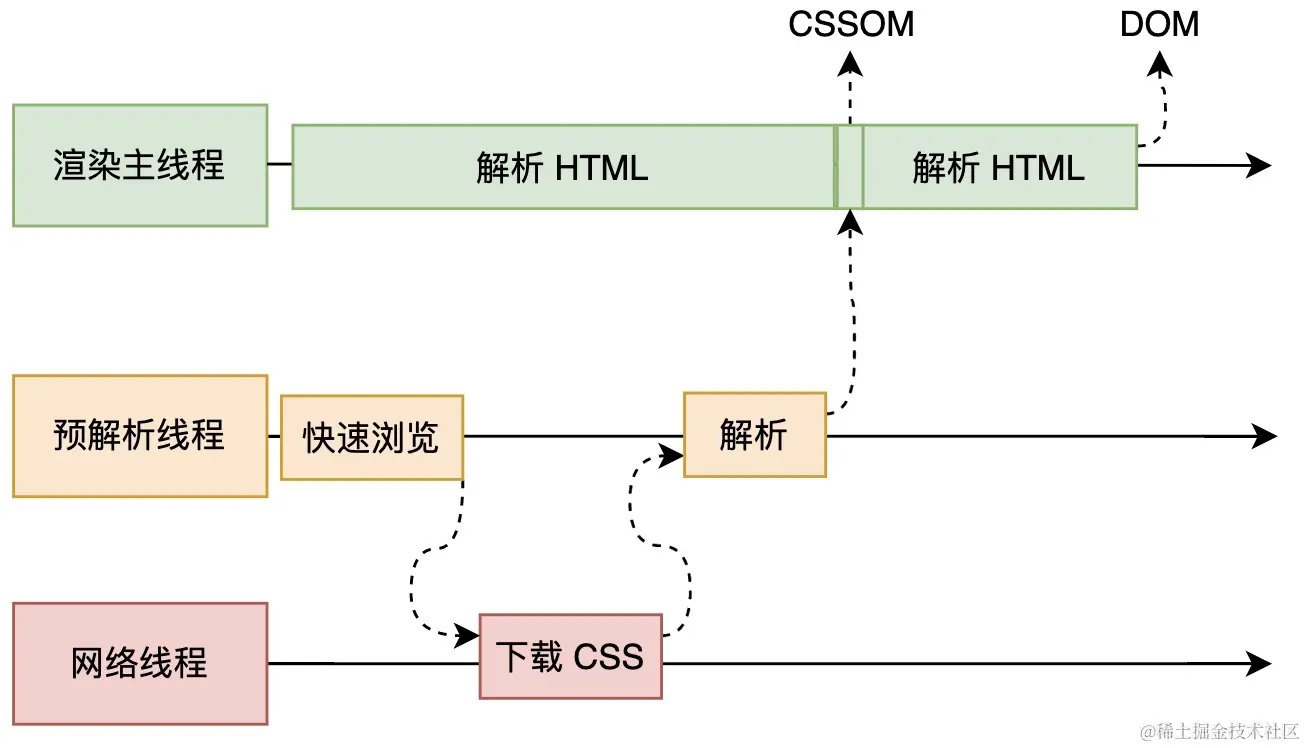 CSSOM
DOM
渲染主线程
解析 HTML
解析 HTML
预解析线程
快速浏览
解析
网络线程
下载 CSS
@稀土掘金技术社区